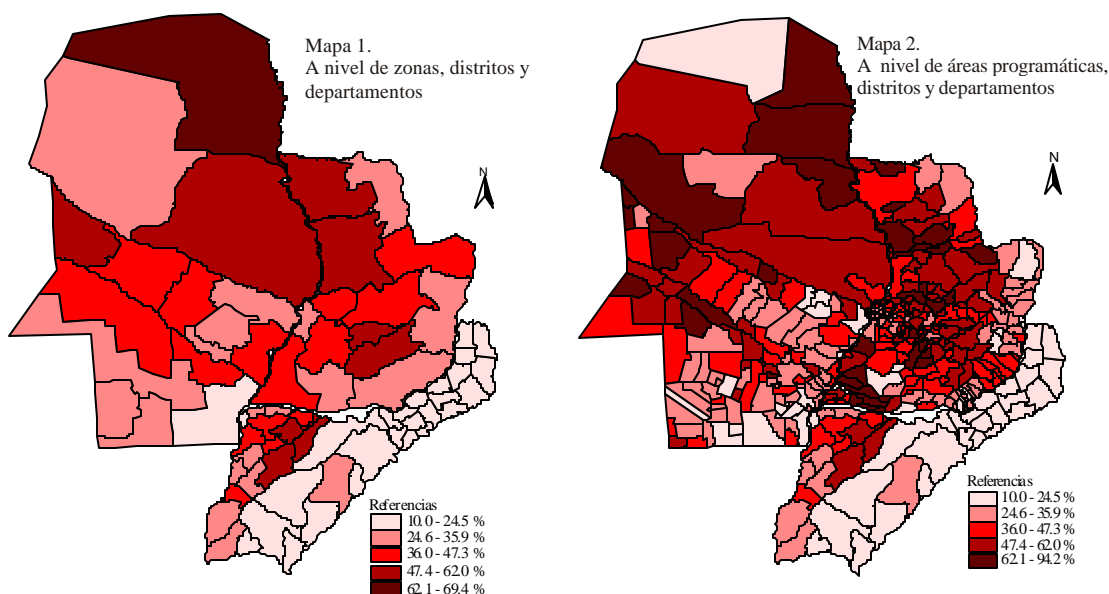 Mapa 1.
A nivel de zonas, distritos y
departamentos
N
Referencias
10.0 - 24.5 %
24.6 - 35.9 %
36.0 - 47.3 %
47.4 - 62.0 %
62.1 - 69.4 %
Mapa 2.
A nivel de áreas programáticas,
distritos y departamentos
N
Referencias
10.0 - 24.5 %
24.6 - 35.9 %
36.0 - 47.3 %
47.4 - 62.0 %
62.1 - 94.2 %